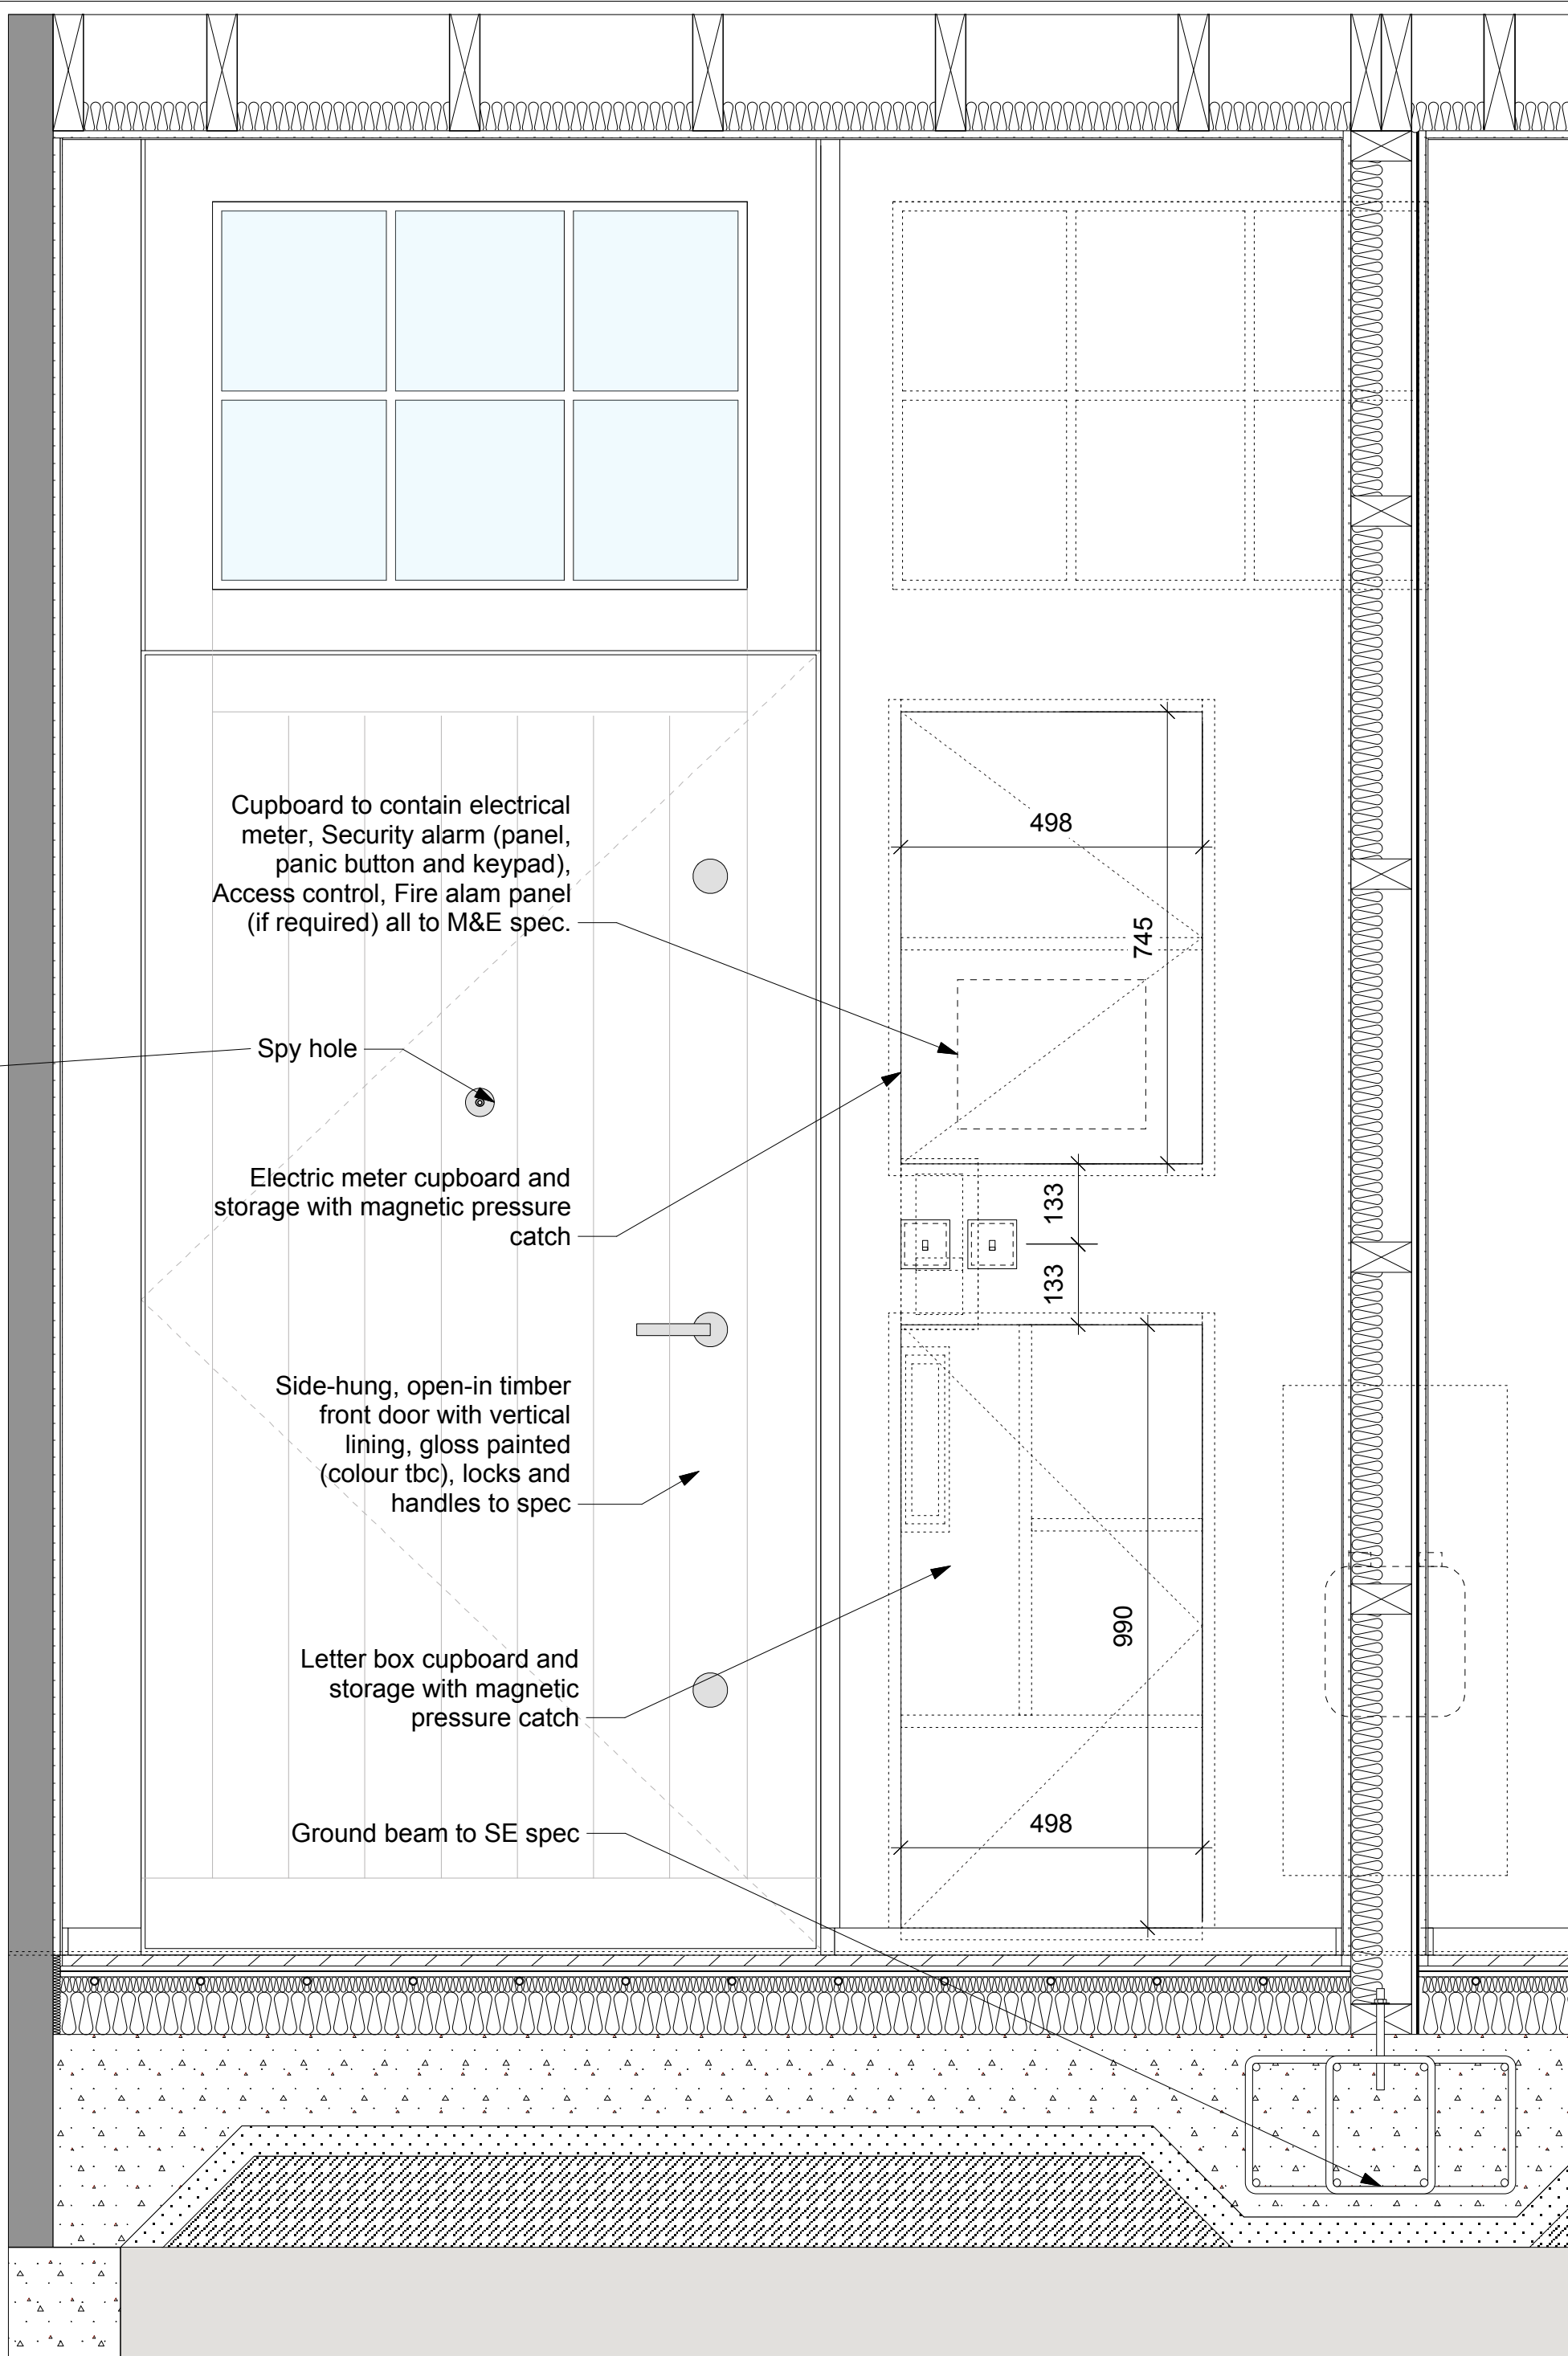 Cupboard to contain electrical
meter, Security alarm (panel,
panic button and keypad),
Access control, Fire alam panel
(if required) all to M&E spec.
498
745
Spy hole
Electric meter cupboard and
storage with magnetic pressure
catch
133
133
Side-hung, open-in timber
front door with vertical
lining, gloss painted
(colour tbc), locks and
handles to spec
990
Letter box cupboard and
storage with magnetic
pressure catch
498
Ground beam to SE spec